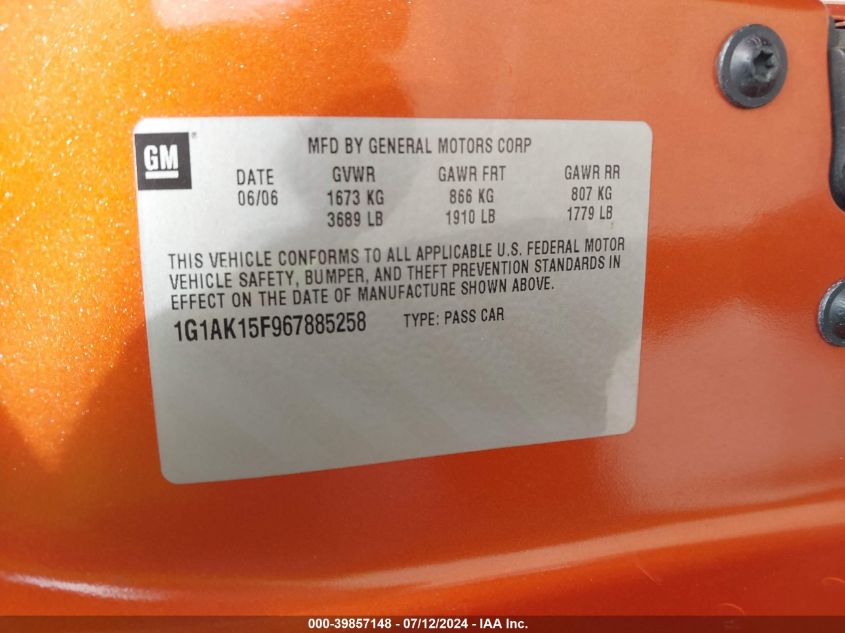 GM
MFD BY GENERAL MOTORS CORP
DATE GVWR GAWR FRT GAWR RR
06/06 1673 KG 866 KG 807 KG
3689 LB 1910 LB 1779 LB
THIS VEHICLE CONFORMS TO ALL APPLICABLE U.S. FEDERAL MOTOR
VEHICLE SAFETY, BUMPER, AND THEFT PREVENTION STANDARDS IN
EFFECT ON THE DATE OF MANUFACTURE SHOWN ABOVE.
1G1AK15F967885258 TYPE: PASS CAR
000-39857148 - 07/12/2024 - IAA Inc.